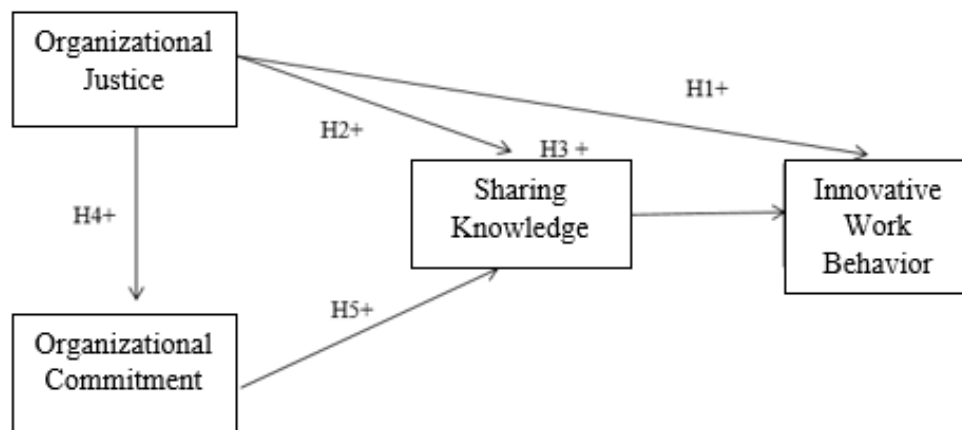 Organizational
Justice
H1+
H2+
H3 +
Sharing
Knowledge
Innovative
Work
Behavior
H4+
H5+
Organizational
Commitment